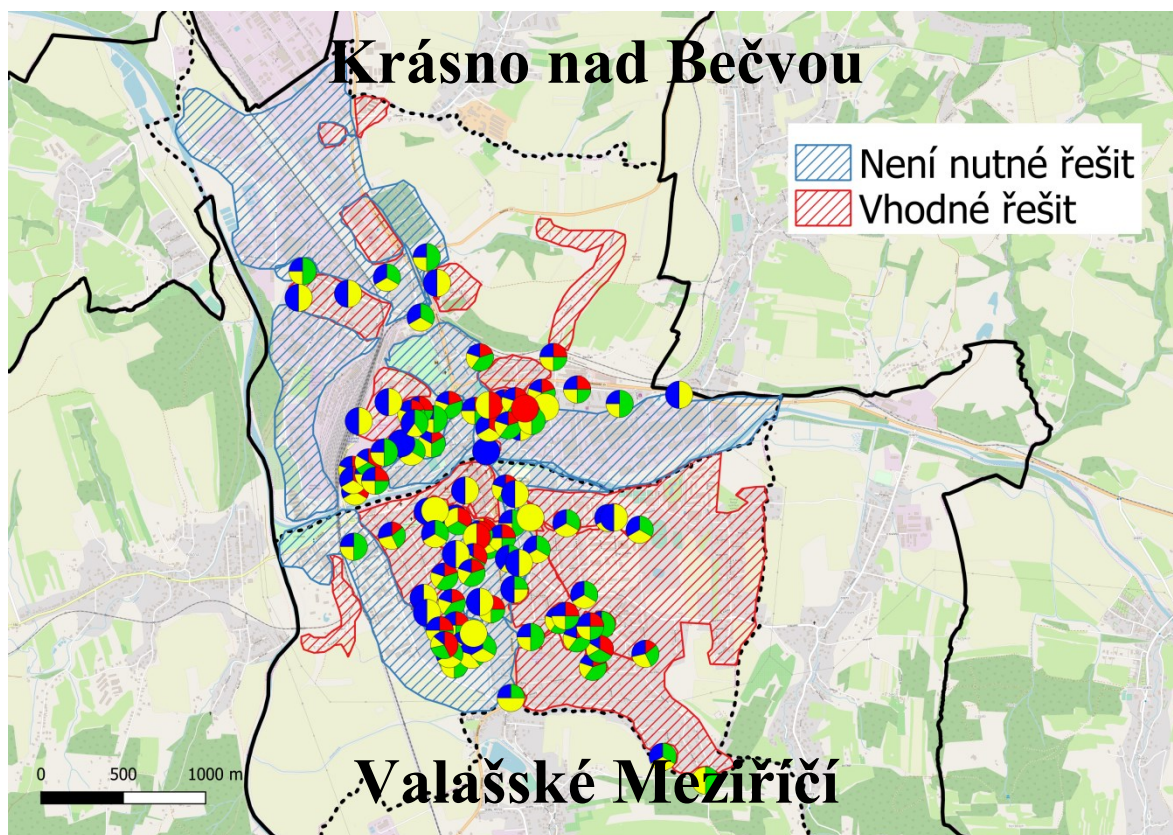 Krásno nad Bečvou
Není nutné řešit
Vhodné řešit
0 500 1000 m
Valašské Meziříčí